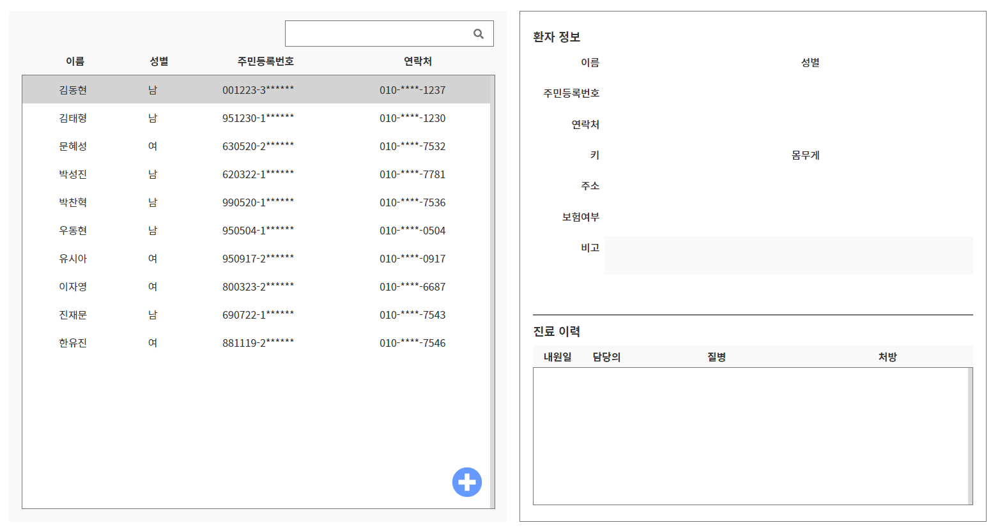 이름 성별 주민등록번호 연락처
김동현 남 001223-3****** 010-****-1237
김태형 남 951230-1****** 010-****-1230
문혜성 여 630520-2****** 010-****-7532
박성진 남 620322-1****** 010-****-7781
박찬혁 남 990520-1****** 010-****-7536
우동현 남 950504-1****** 010-****-0504
유시아 여 950917-2****** 010-****-0917
이자영 여 800323-2****** 010-****-6687
진재문 남 690722-1****** 010-****-7543
한유진 여 881119-2****** 010-****-7546
환자 정보
이름 성별
주민등록번호
연락처
키 몸무게
주소
보험여부
비고
진료 이력
내원일 담당의 질병 처방